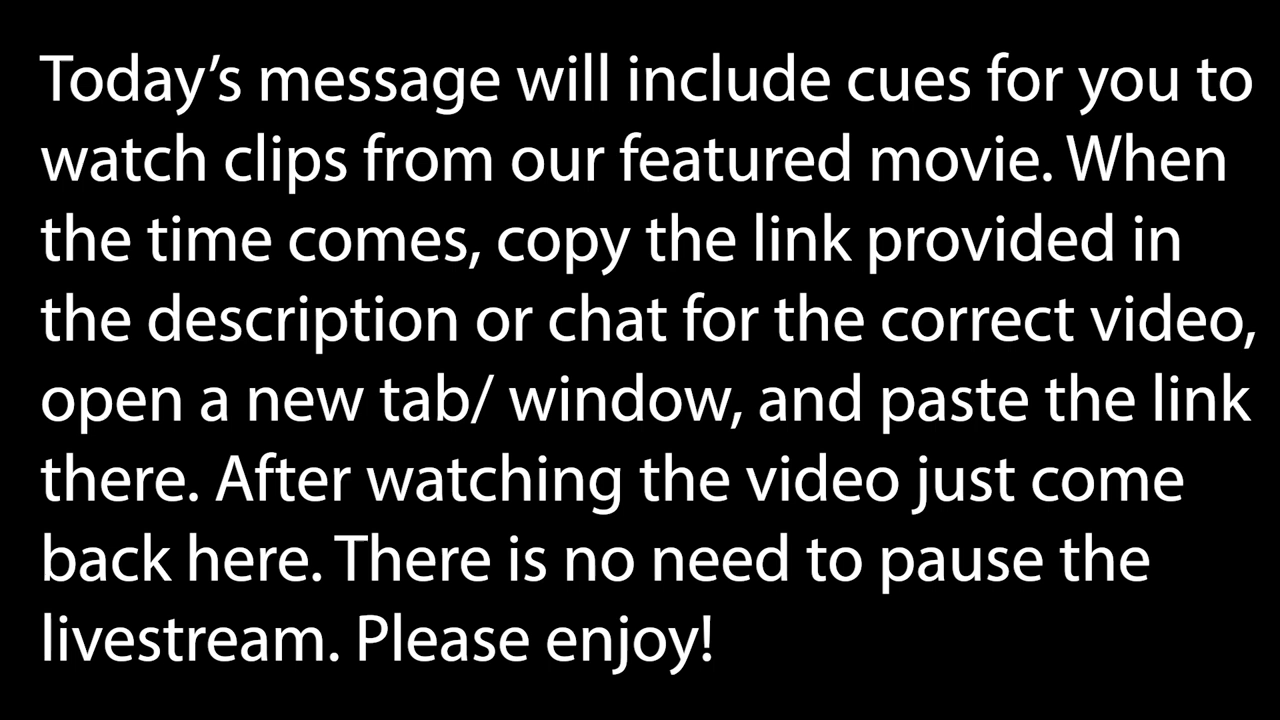 Today’s message will include cues for you to
watch clips from our featured movie. When
the time comes, copy the link provided in
the description or chat for the correct video,
open a new tab/ window, and paste the link
there. After watching the video just come
back here. There is no need to pause the
livestream. Please enjoy!